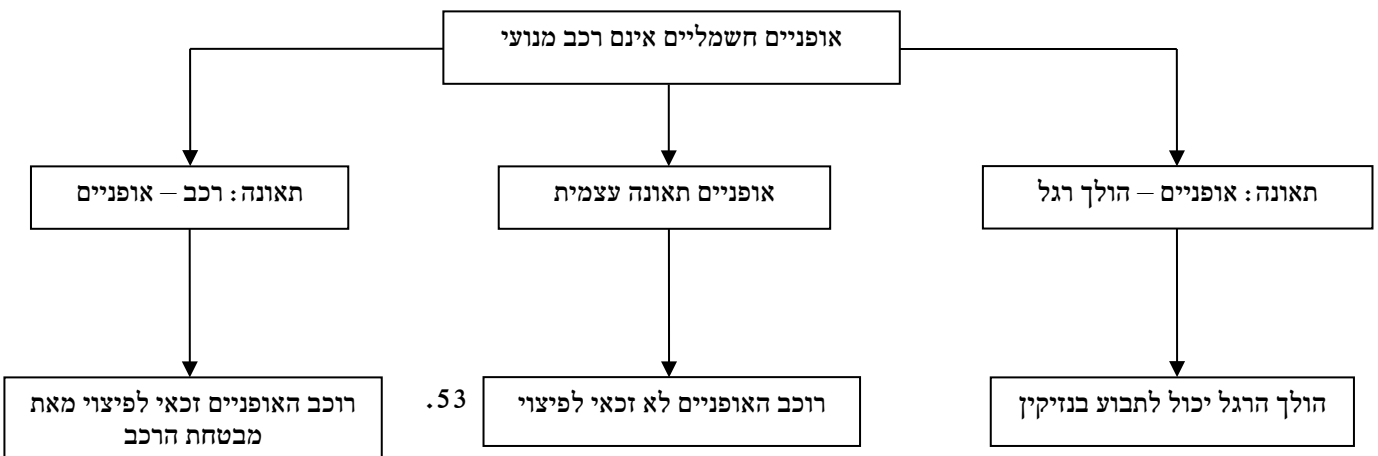 אופניים חשמליים אינם רכב מנועי
תאונה: אופניים – הולך רגל
אופניים תאונה עצמית
תאונה: רכב – אופניים
הולך הרגל יכול לתבוע בנזיקין
רוכב האופניים לא זכאי לפיצוי
53.
רוכב האופניים זכאי לפיצוי מאת
מבטחת הרכב